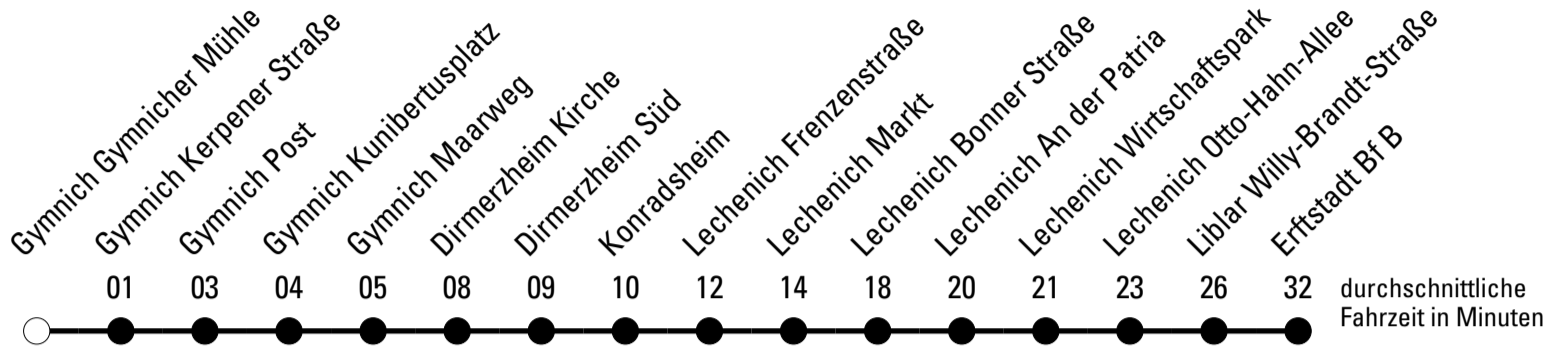 Gymnich Gymnicher Mühle
Gymnich Kerpener Straße
Gymnich Post
Gymnich Kunibertusplatz
Gymnich Maarweg
Dirmerzheim Kirche
Dirmerzheim Süd
Konradsheim
Lechenich Frenzenstraße
Lechenich Markt
Lechenich Bonner Straße
Lechenich An der Patria
Lechenich Wirtschaftspark
Lechenich Otto-Hahn-Allee
Liblar Willy-Brandt-Straße
Erftstadt Bf B
01 03 04 05 08 09 10 12 14 18 20 21 23 26 32 durchschnittliche
Fahrzeit in Minuten